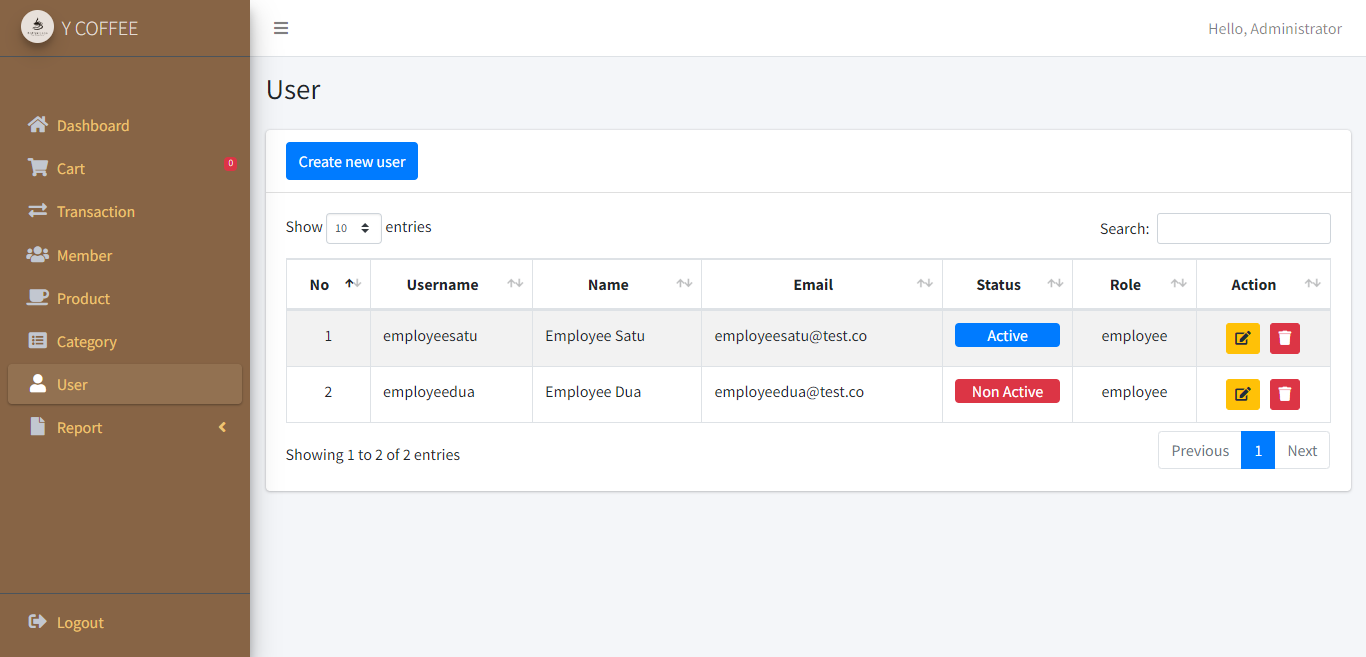 Y COFFEE
Hello, Administrator
Dashboard
Cart 0
Transaction
Member
Product
Category
User
Report
Logout
User
Create new user
Show 10 entries
Search:
No Username Name Email Status Role Action
1 employeesatu Employee Satu employeesatu@test.co Active employee
2 employeedua Employee Dua employeedua@test.co Non Active employee
Showing 1 to 2 of 2 entries
Previous 1 Next